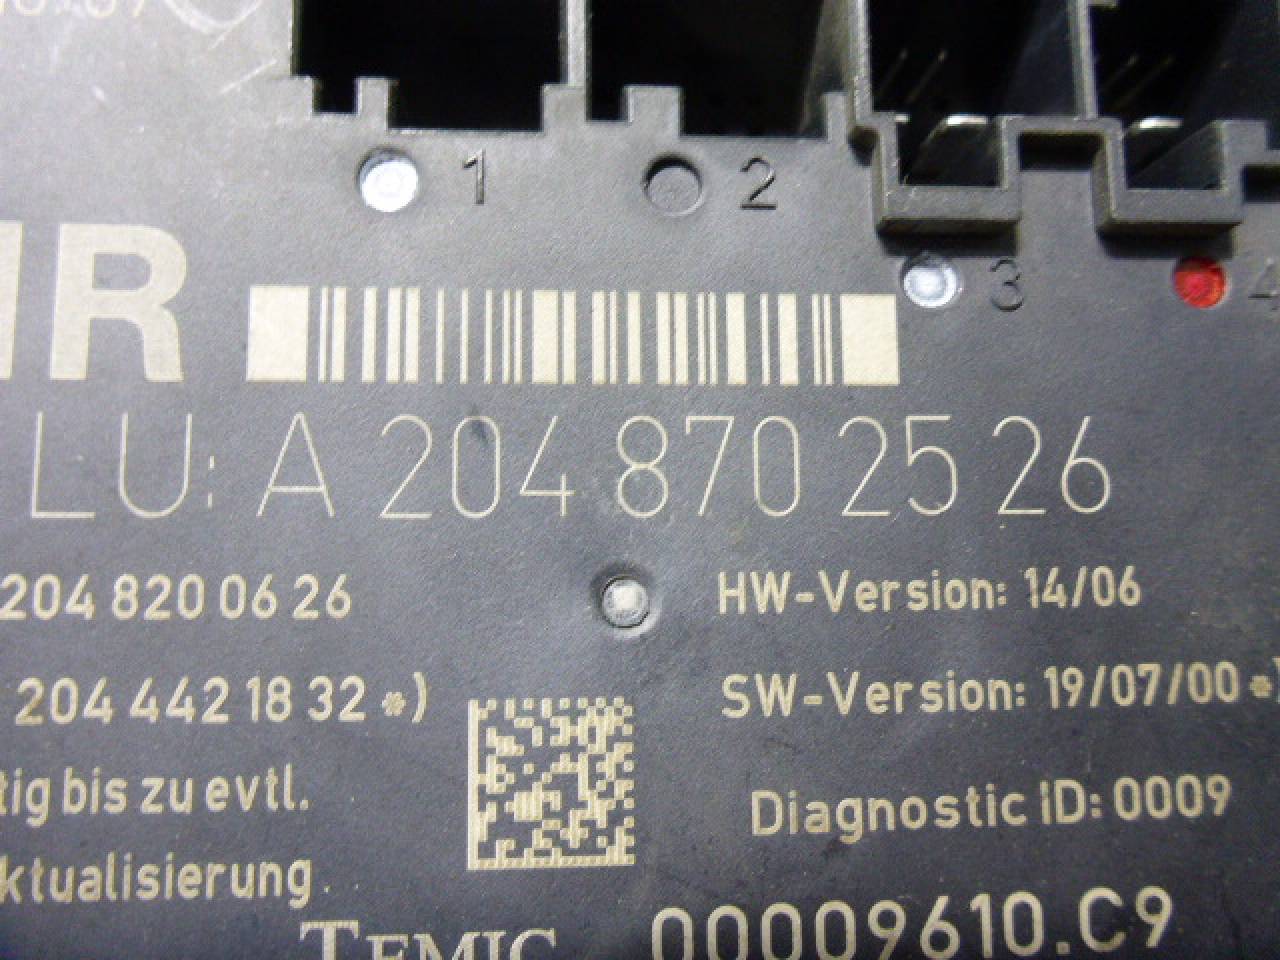 1 2
3 4
R
LU: A 204 870 25 26
204 820 06 26
HW-Version: 14/06
204 442 18 32 *)
SW-Version: 19/07/00 *)
tig bis zu evtl.
Diagnostic ID: 0009
ktualisierung
TEMIC 00009610.C9